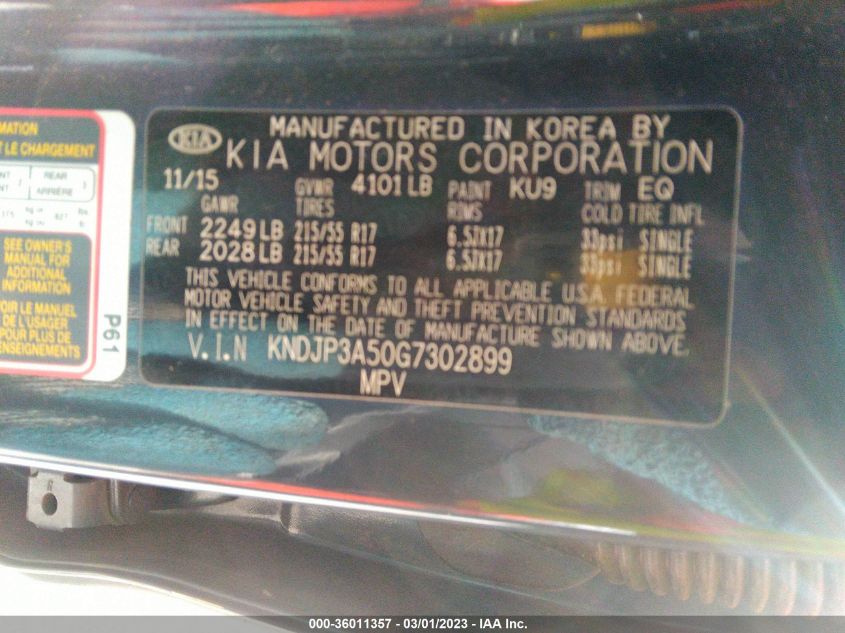 MATION
T LE CHARGEMENT
REAR
ARRIÈRE
SEE OWNER'S
MANUAL FOR
ADDITIONAL
INFORMATION
LE MANUEL
DE L'USAGER
POUR PLUS DE
ENSEIGNEMENTS
P61
KIA
MANUFACTURED IN KOREA BY
KIA MOTORS CORPORATION
11/15 GVWR 4101 LB PAINT KU9 TRIM EQ
GAWR TIRES RIMS COLD TIRE INFL
FRONT 2249 LB 215/55 R17 6.5JX17 33psi SINGLE
REAR 2028 LB 215/55 R17 6.5JX17 33psi SINGLE
THIS VEHICLE CONFORMS TO ALL APPLICABLE U.S.A. FEDERAL
MOTOR VEHICLE SAFETY AND THEFT PREVENTION STANDARDS
IN EFFECT ON THE DATE OF MANUFACTURE SHOWN ABOVE.
V.I.N KNDJP3A50G7302899
MPV
000-36011357 - 03/01/2023 - IAA Inc.